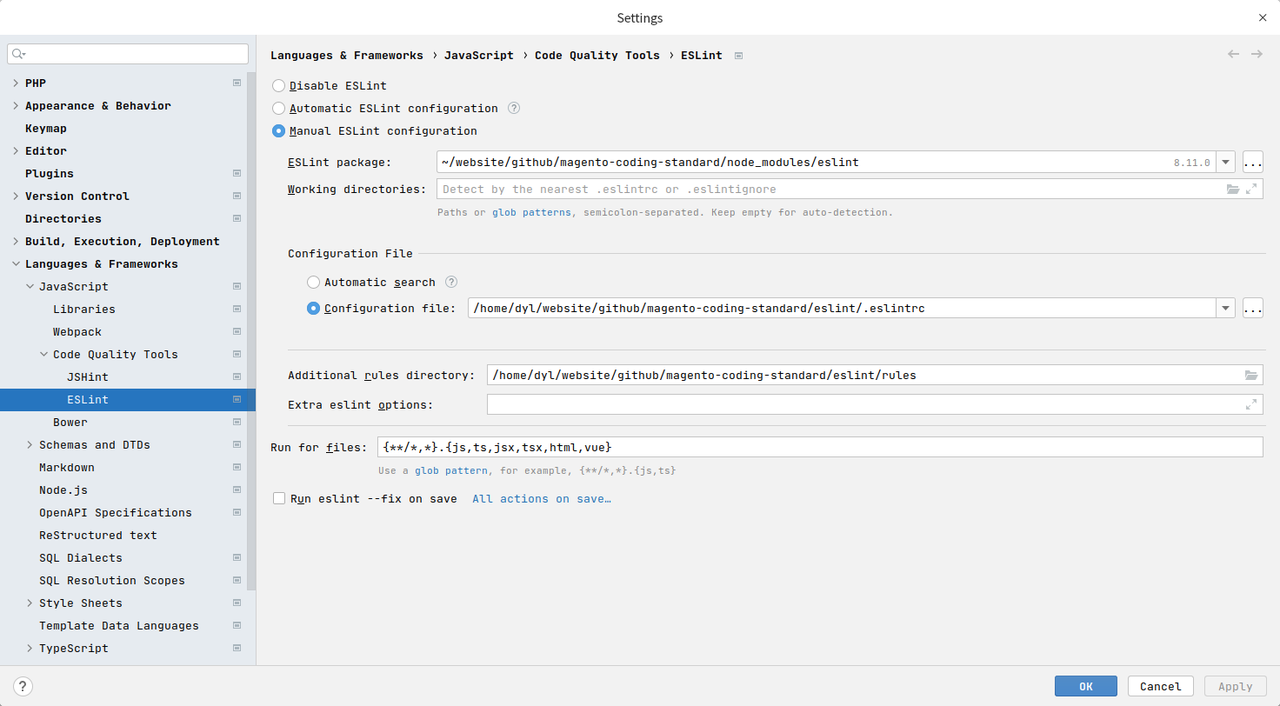 Settings
PHP
Appearance & Behavior
Keymap
Editor
Plugins
Version Control
Directories
Build, Execution, Deployment
Languages & Frameworks
JavaScript
Libraries
Webpack
Code Quality Tools
JSHint
ESLint
Bower
Schemas and DTDs
Markdown
Node.js
OpenAPI Specifications
ReStructured text
SQL Dialects
SQL Resolution Scopes
Style Sheets
Template Data Languages
TypeScript
Languages & Frameworks › JavaScript › Code Quality Tools › ESLint
Disable ESLint
Automatic ESLint configuration ?
Manual ESLint configuration
ESLint package: ~/website/github/magento-coding-standard/node_modules/eslint 8.11.0 ...
Working directories: Detect by the nearest .eslintrc or .eslintignore
Paths or glob patterns, semicolon-separated. Keep empty for auto-detection.
Configuration File
Automatic search ?
Configuration file: /home/dyl/website/github/magento-coding-standard/eslint/.eslintrc ...
Additional rules directory: /home/dyl/website/github/magento-coding-standard/eslint/rules
Extra eslint options:
Run for files: {**/*,*}.{js,ts,jsx,tsx,html,vue}
Use a glob pattern, for example, {**/*,*}.{js,ts}
Run eslint --fix on save All actions on save…
? OK Cancel Apply